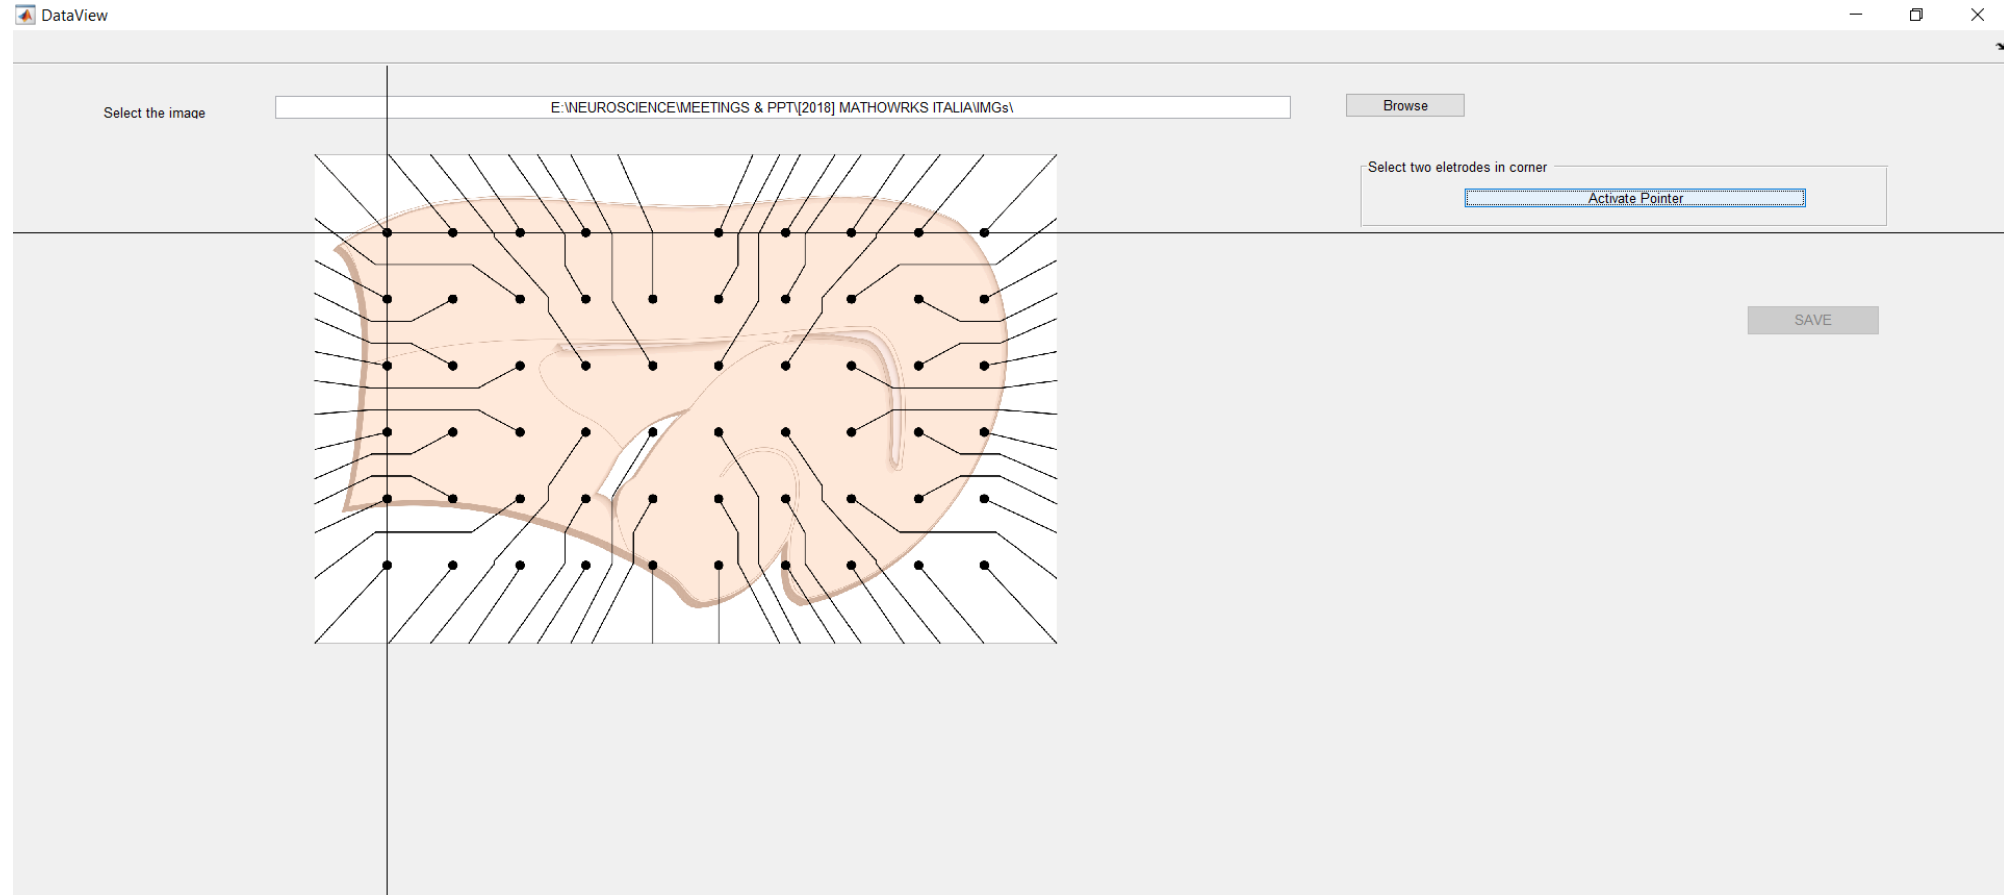 DataView
Select the image
E:\NEUROSCIENCE\MEETINGS & PPT\[2018] MATHOWRKS ITALIA\IMGs\
Browse
Select two eletrodes in corner
Activate Pointer
SAVE